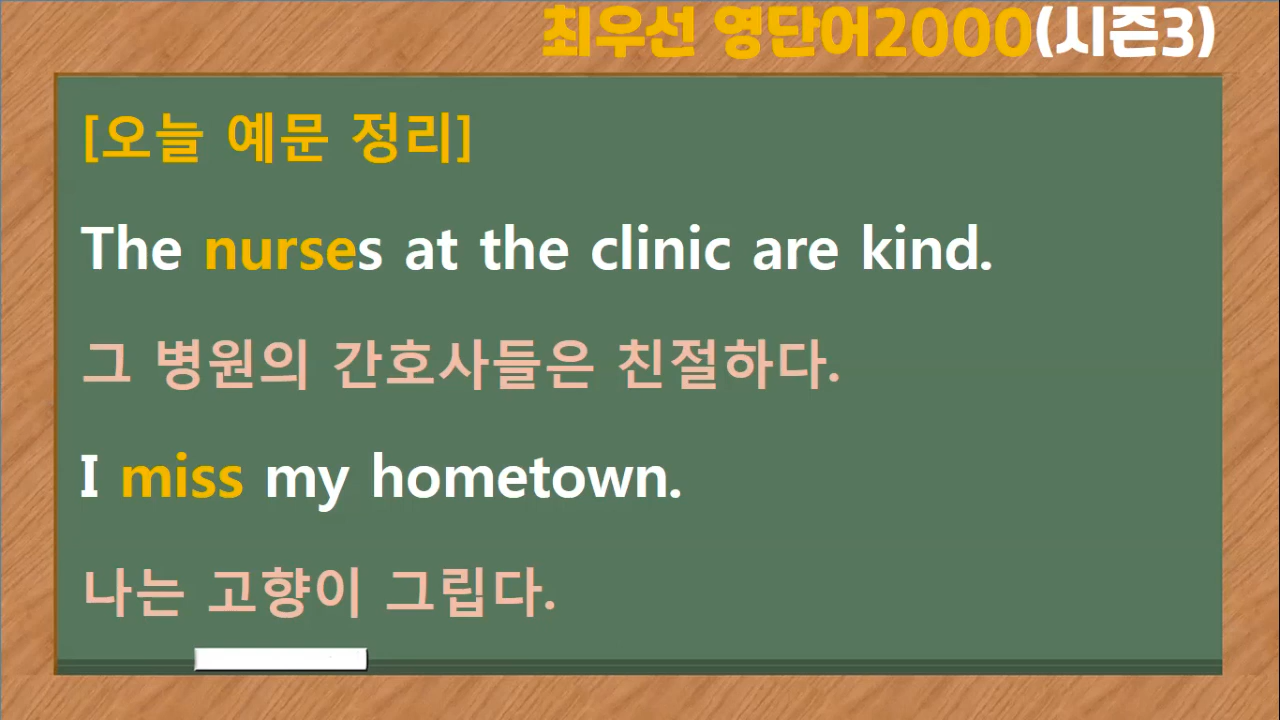 최우선 영단어2000(시즌3)
[오늘 예문 정리]
The nurses at the clinic are kind.
그 병원의 간호사들은 친절하다.
I miss my hometown.
나는 고향이 그립다.